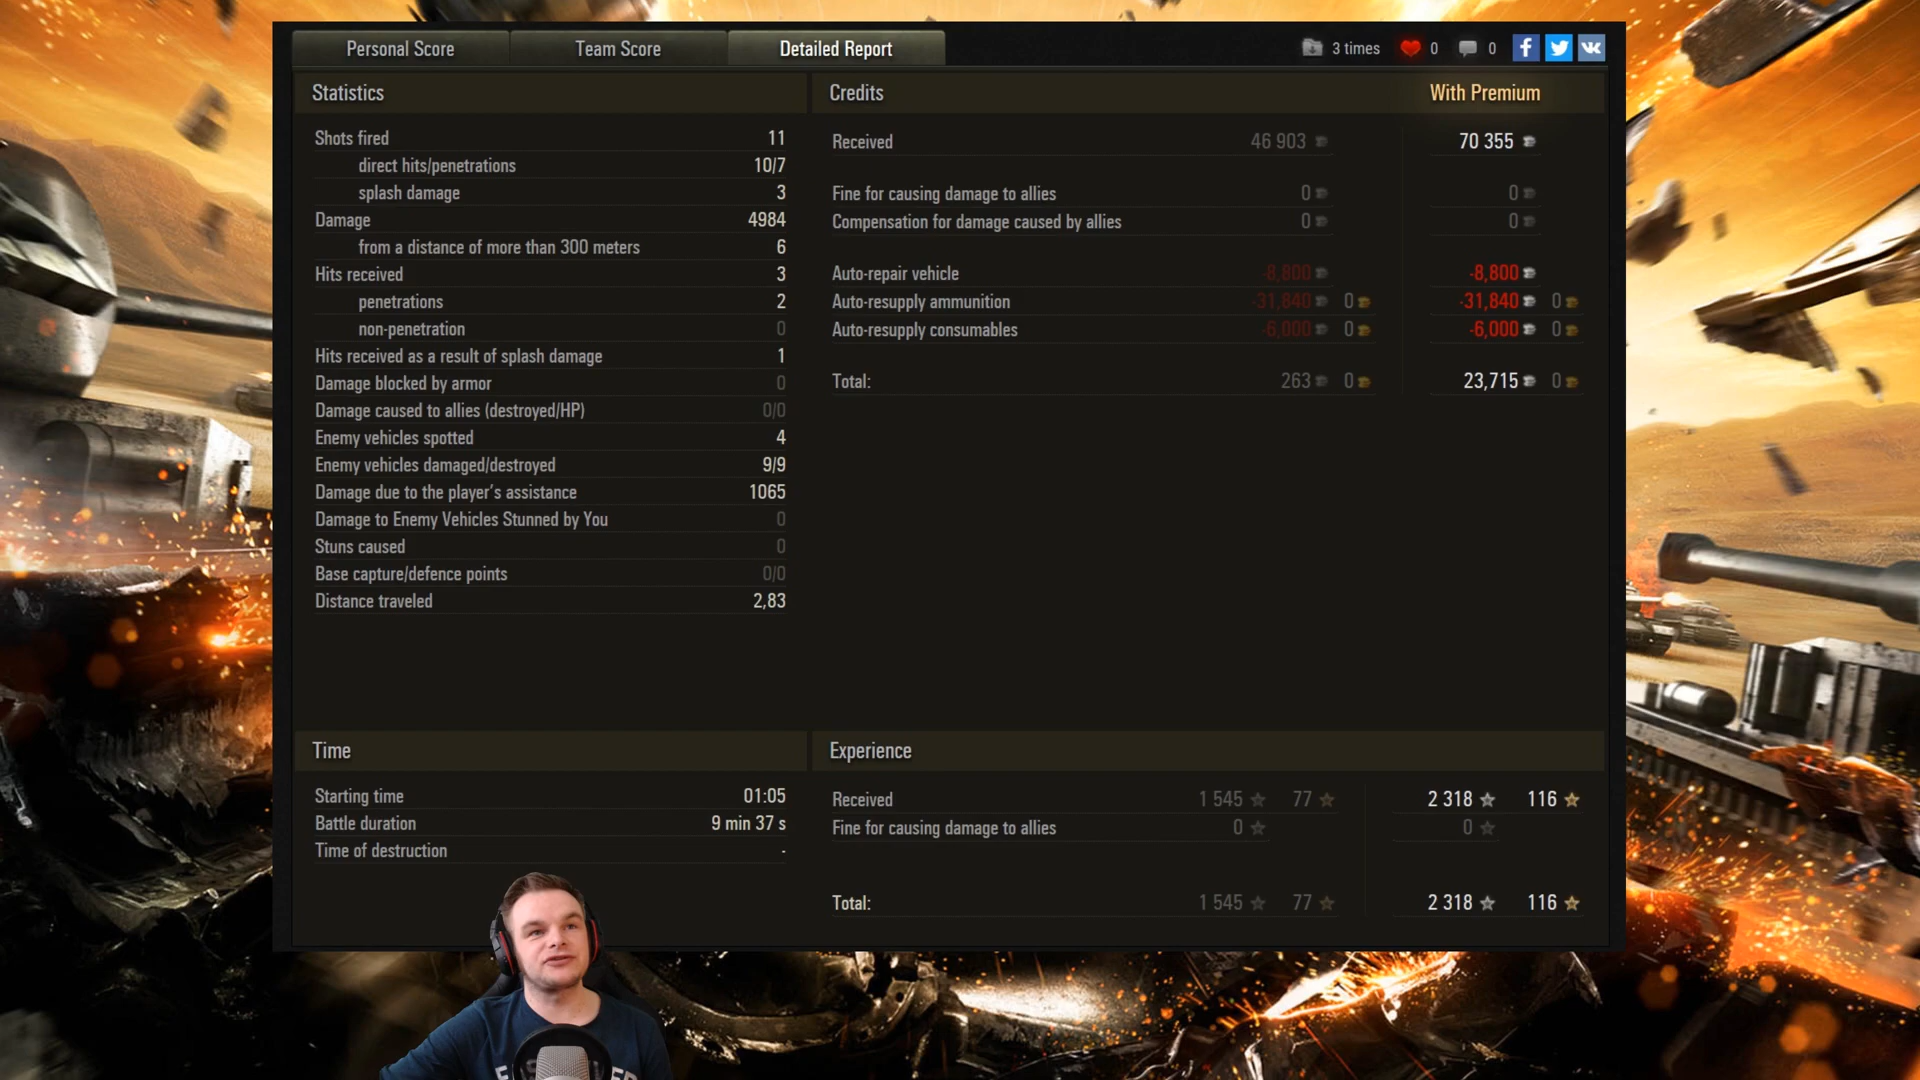 Personal Score
Team Score
Detailed Report
3 times
0
0
Statistics
Shots fired 11
direct hits/penetrations 10/7
splash damage 3
Damage 4984
from a distance of more than 300 meters 6
Hits received 3
penetrations 2
non-penetration 0
Hits received as a result of splash damage 1
Damage blocked by armor 0
Damage caused to allies (destroyed/HP) 0/0
Enemy vehicles spotted 4
Enemy vehicles damaged/destroyed 9/9
Damage due to the player's assistance 1065
Damage to Enemy Vehicles Stunned by You 0
Stuns caused 0
Base capture/defence points 0/0
Distance traveled 2,83
Credits With Premium
Received 46 903 70 355
Fine for causing damage to allies 0 0
Compensation for damage caused by allies 0 0
Auto-repair vehicle -8,800 -8,800
Auto-resupply ammunition -31,840 0 -31,840 0
Auto-resupply consumables -6,000 0 -6,000 0
Total: 263 0 23,715 0
Time
Starting time 01:05
Battle duration 9 min 37 s
Time of destruction -
Experience
Received 1 545 77 2 318 116
Fine for causing damage to allies 0 0
Total: 1 545 77 2 318 116